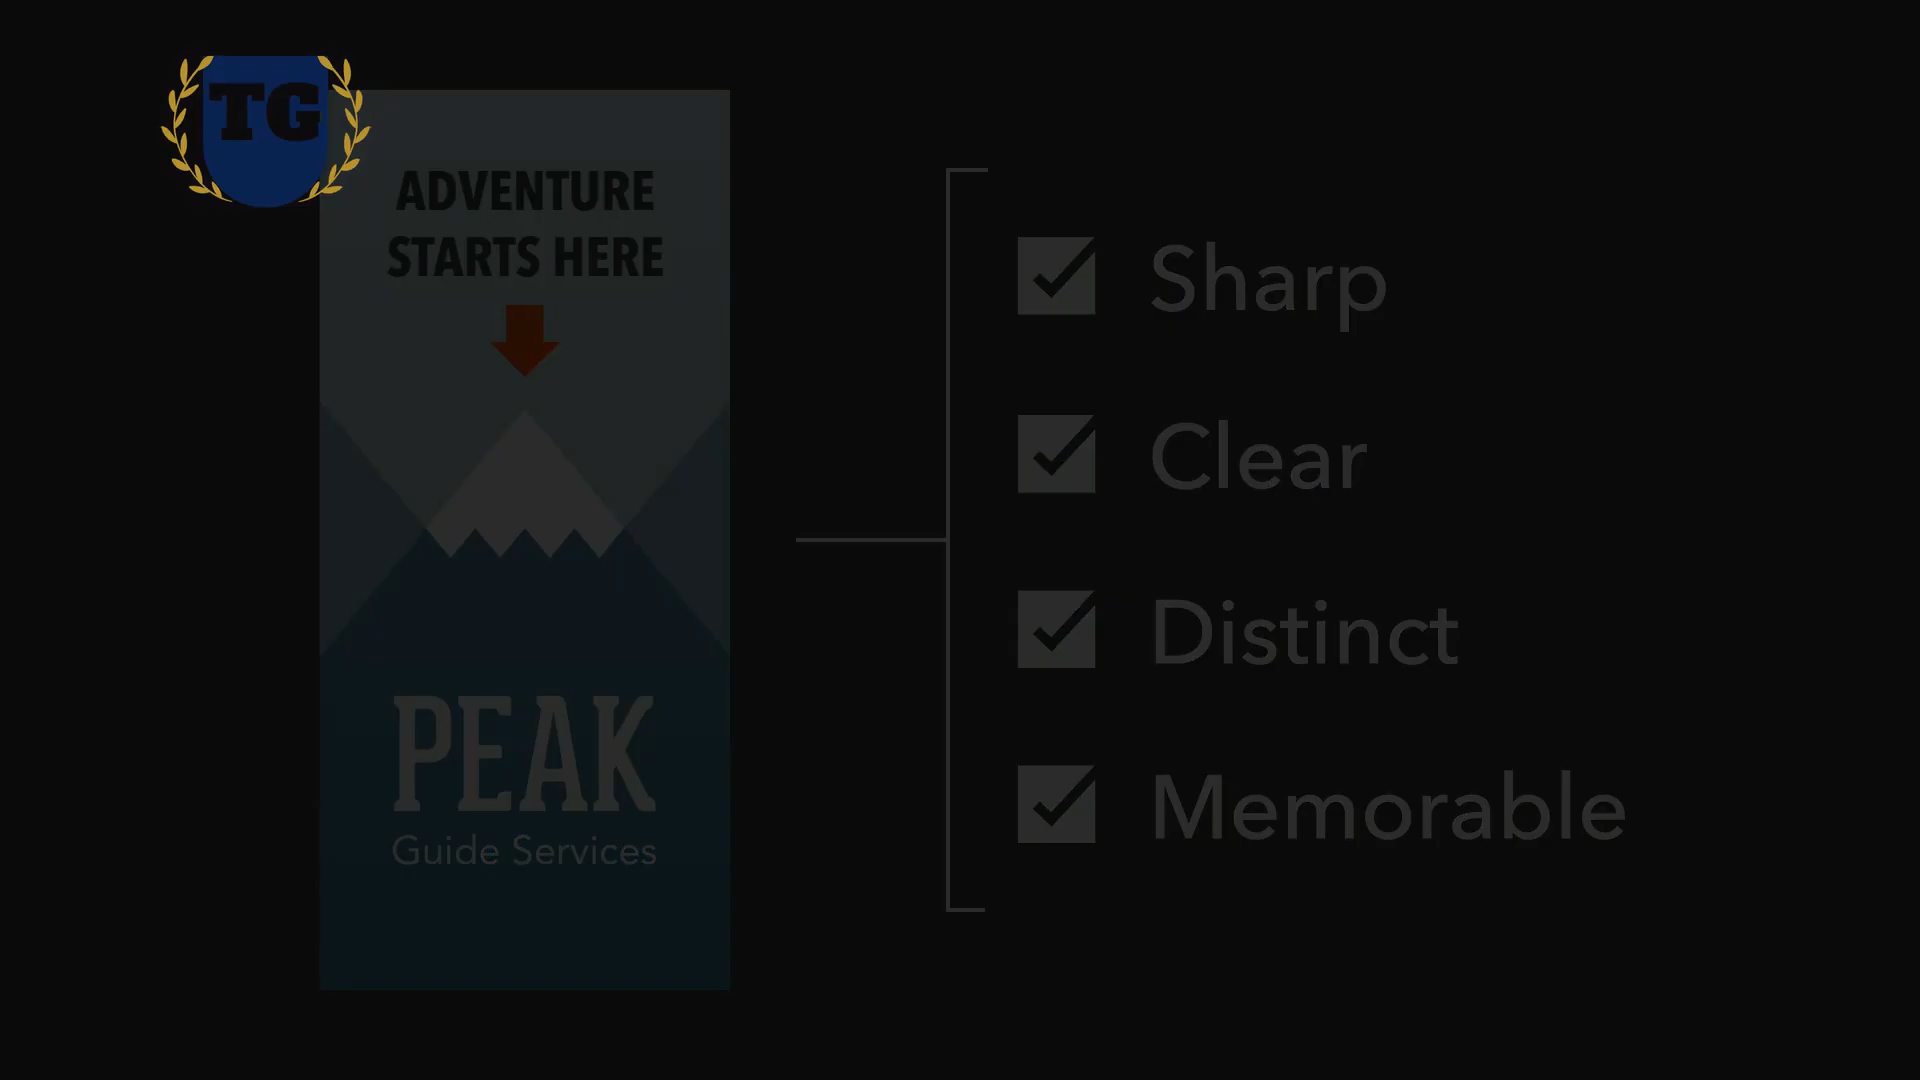 TG
ADVENTURE
STARTS HERE
PEAK
Guide Services
Sharp
Clear
Distinct
Memorable